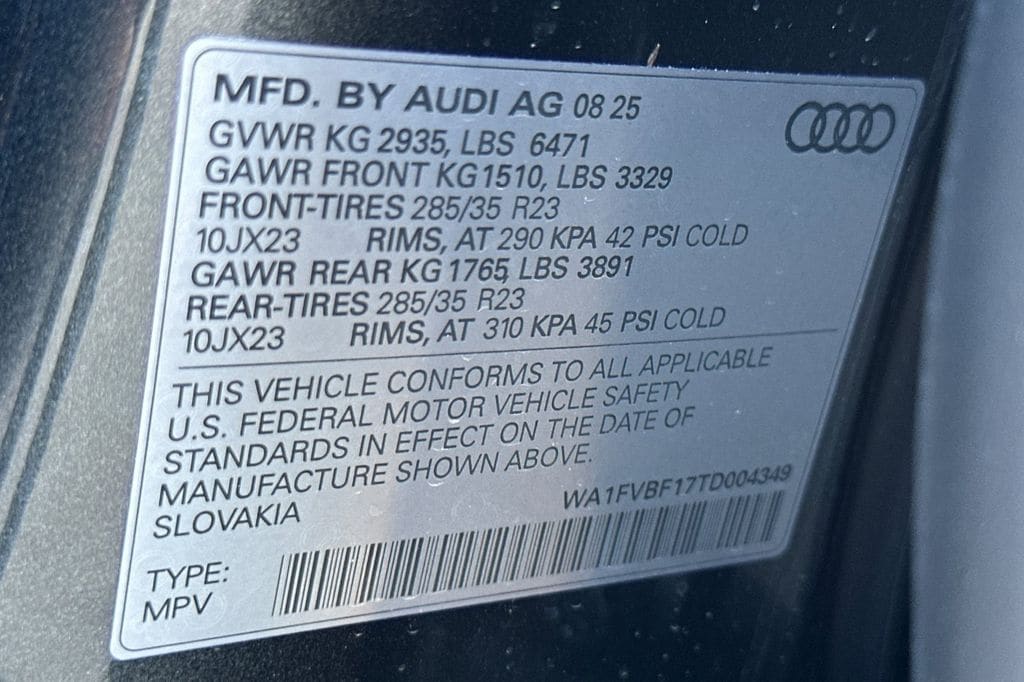 MFD. BY AUDI AG 08 25
GVWR KG 2935, LBS 6471
GAWR FRONT KG 1510, LBS 3329
FRONT-TIRES 285/35 R23
10JX23 RIMS, AT 290 KPA 42 PSI COLD
GAWR REAR KG 1765, LBS 3891
REAR-TIRES 285/35 R23
10JX23 RIMS, AT 310 KPA 45 PSI COLD
THIS VEHICLE CONFORMS TO ALL APPLICABLE
U.S. FEDERAL MOTOR VEHICLE SAFETY
STANDARDS IN EFFECT ON THE DATE OF
MANUFACTURE SHOWN ABOVE.
SLOVAKIA
WA1FVBF17TD004349
TYPE:
MPV